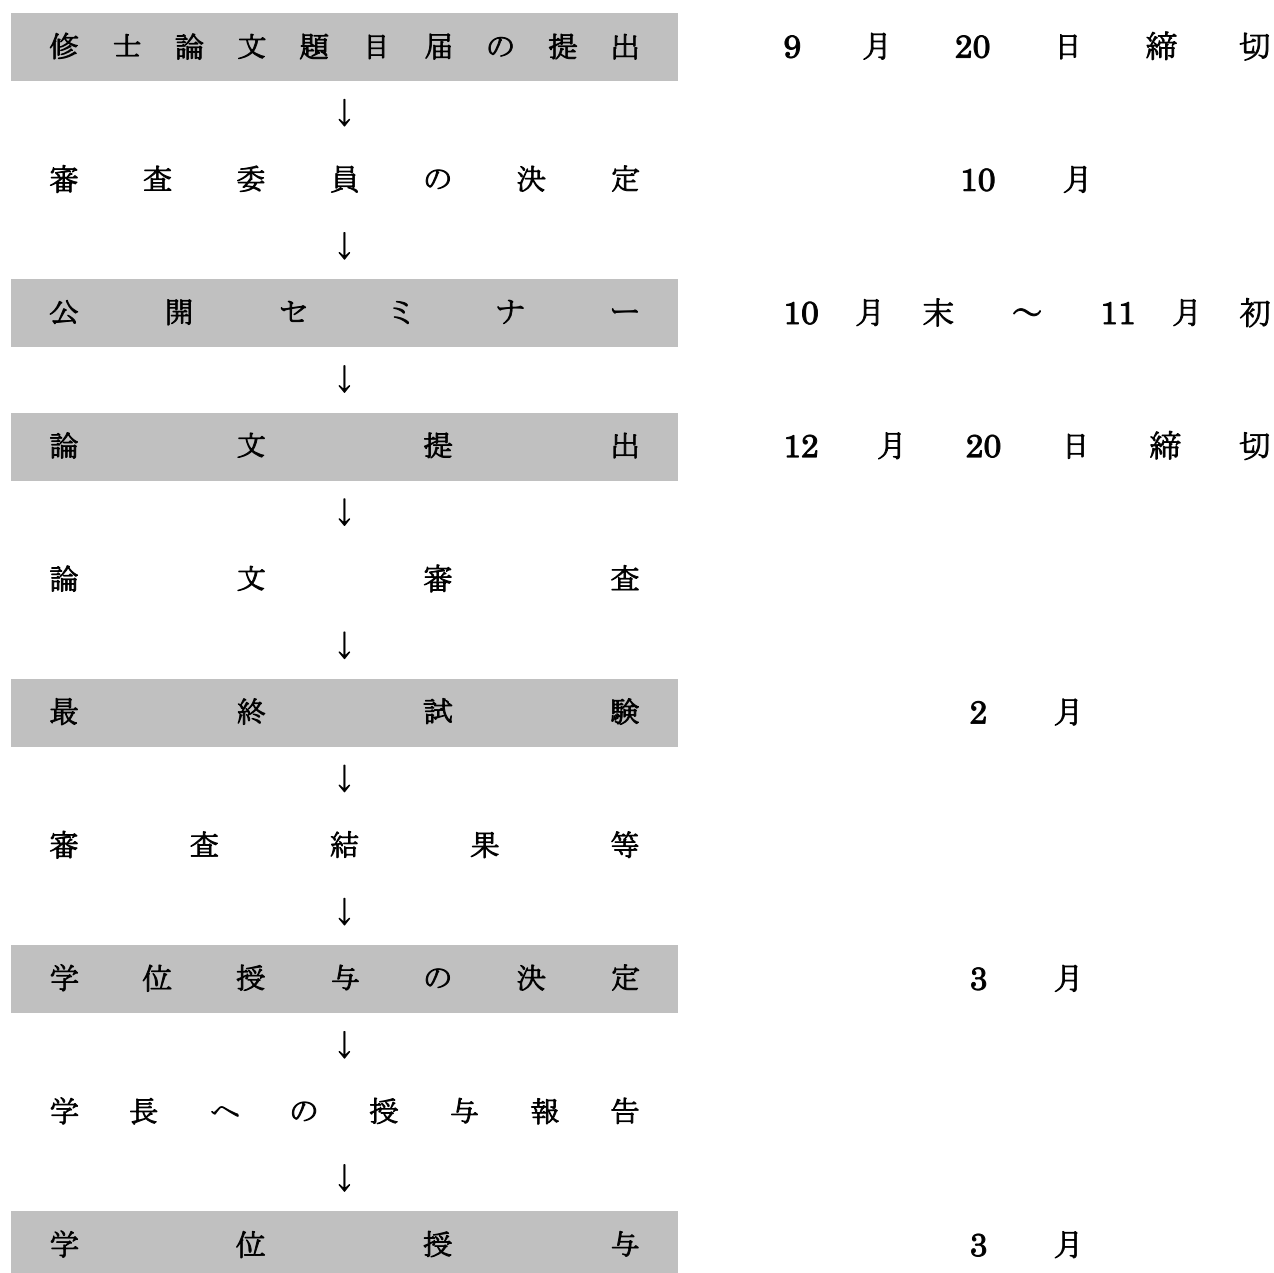 修士論文題目届の提出 9月20日締切
↓
審査委員の決定 10月
↓
公開セミナー 10月末～11月初
↓
論文提出 12月20日締切
↓
論文審査
↓
最終試験 2月
↓
審査結果等
↓
学位授与の決定 3月
↓
学長への授与報告
↓
学位授与 3月